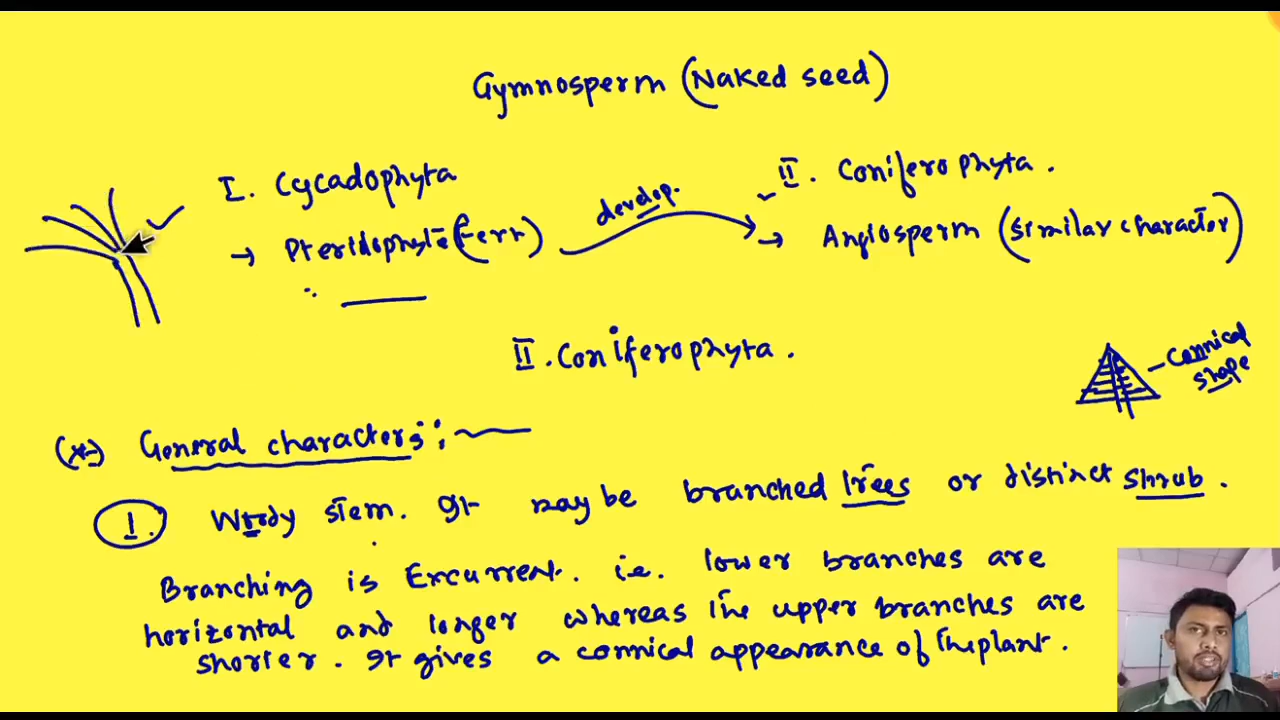 Gymnosperm (Naked seed)
I. Cycadophyta
II. Coniferophyta.
develop.
→ Pteridophyte (Fern)
→ Angiosperm (similar character)
II. Coniferophyta.
Connical shape
(*) General characters;
1. Woody stem. It may be branched trees or distinct shrub.
Branching is Excurrent. i.e. lower branches are
horizontal and longer whereas the upper branches are
shorter. It gives a connical appearance of the plant.